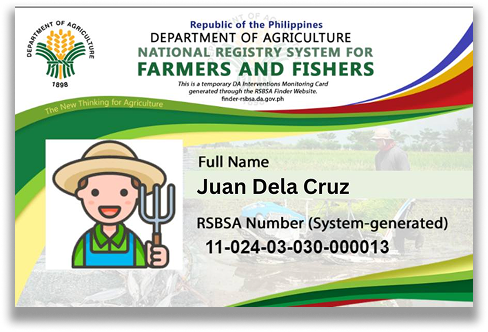 DEPARTMENT OF AGRICULTURE
1898
Republic of the Philippines
DEPARTMENT OF AGRICULTURE
NATIONAL REGISTRY SYSTEM FOR
FARMERS AND FISHERS
This is a temporary DA Interventions Monitoring Card
generated through the RSBSA Finder Website.
finder-rsbsa.da.gov.ph
The New Thinking for Agriculture
Full Name
Juan Dela Cruz
RSBSA Number (System-generated)
11-024-03-030-000013